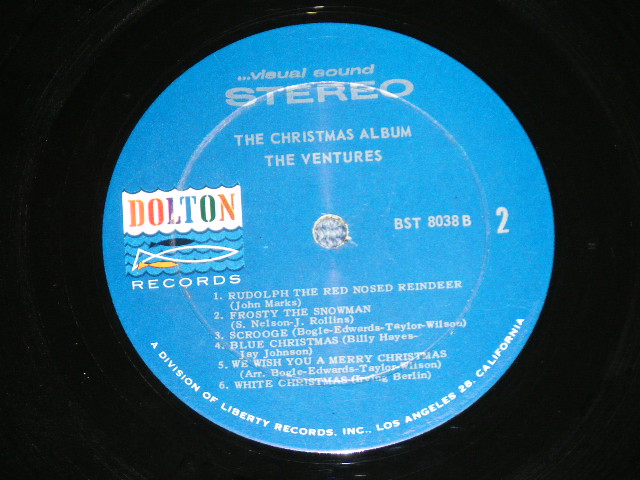 ...visual sound
STEREO
THE CHRISTMAS ALBUM
THE VENTURES
DOLTON
RECORDS
BST 8038 B
2
1. RUDOLPH THE RED NOSED REINDEER
(John Marks)
2. FROSTY THE SNOWMAN
(S. Nelson-J. Rollins)
3. SCROOGE (Bogle-Edwards-Taylor-Wilson)
4. BLUE CHRISTMAS (Billy Hayes-
Jay Johnson)
5. WE WISH YOU A MERRY CHRISTMAS
(Arr. Bogle-Edwards-Taylor-Wilson)
6. WHITE CHRISTMAS (Irving Berlin)
A DIVISION OF LIBERTY RECORDS, INC., LOS ANGELES 28, CALIFORNIA